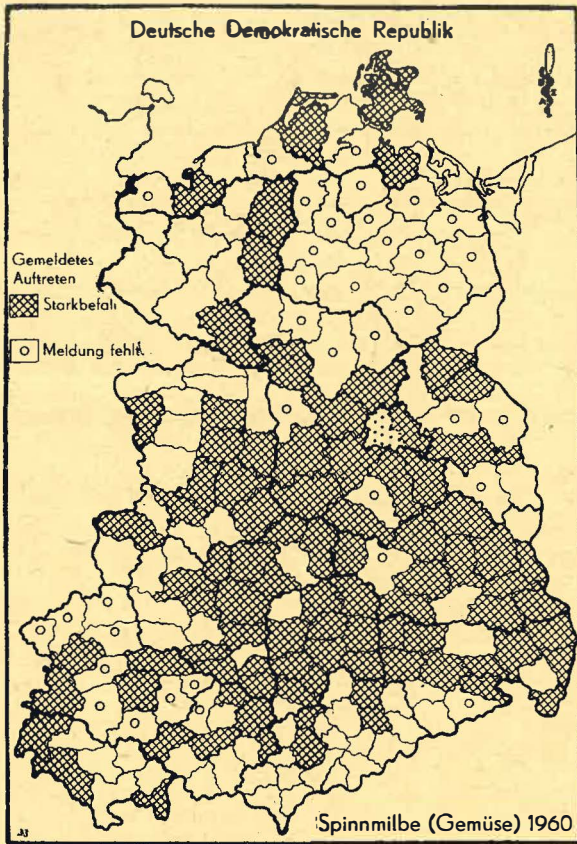 Deutsche Demokratische Republik
Gemeldetes
Auftreten
Starkbefall
Meldung fehlt
Spinnmilbe (Gemüse) 1960